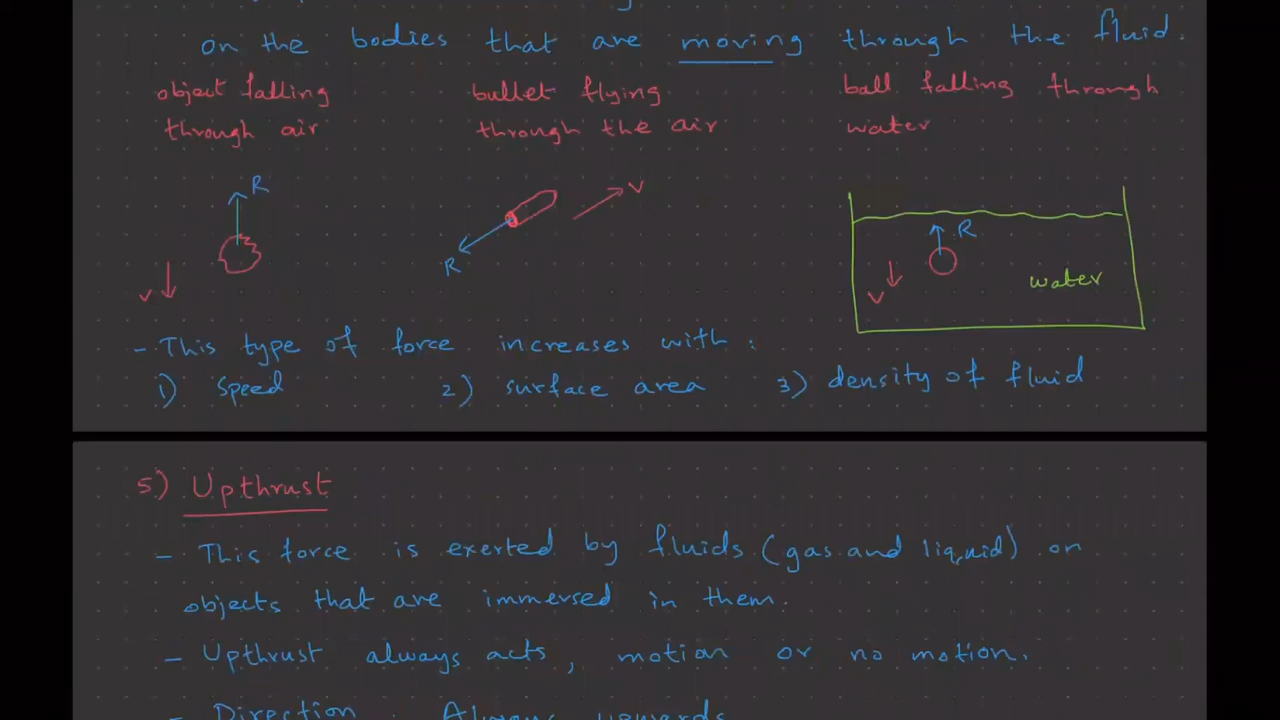 on the bodies that are moving through the fluid.
object falling through air
bullet flying through the air
ball falling through water
R
V
R
V
R
V
water
- This type of force increases with :
1) Speed 2) surface area 3) density of fluid
5) Upthrust
- This force is exerted by fluids (gas and liquid) on
objects that are immersed in them.
- Upthrust always acts, motion or no motion.
- Direction : Always upwards